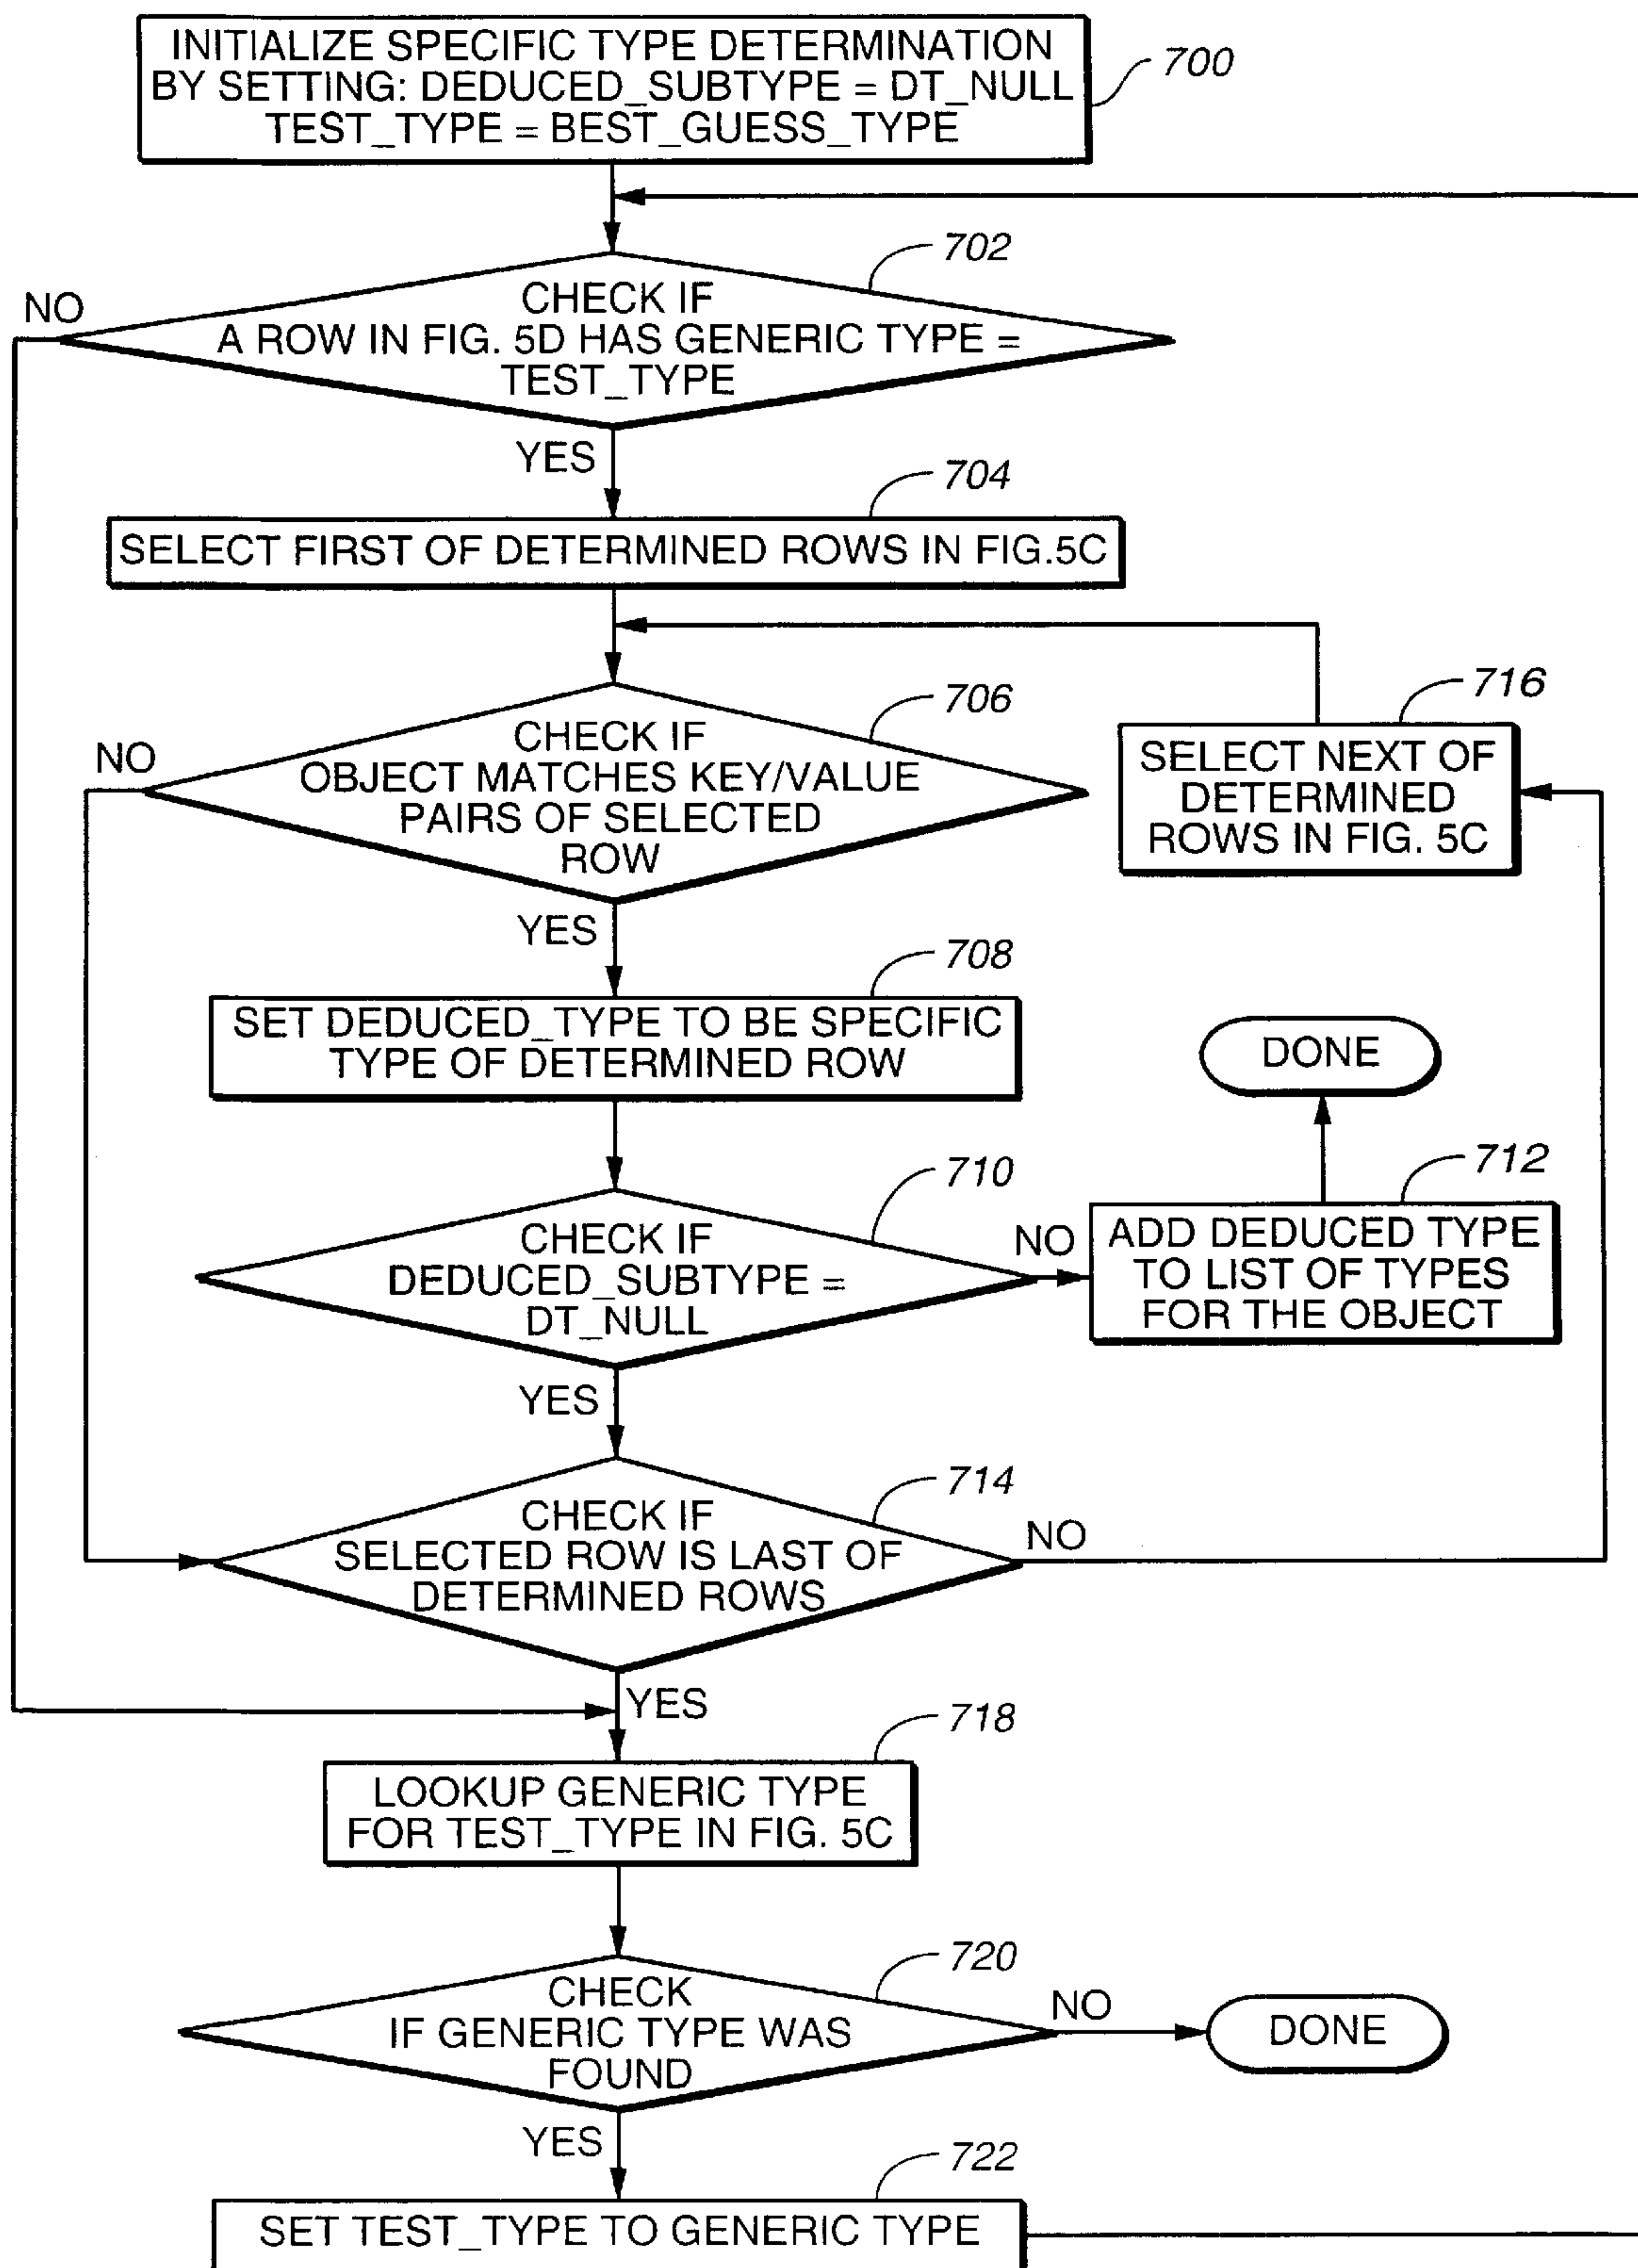 INITIALIZE SPECIFIC TYPE DETERMINATION
BY SETTING: DEDUCED_SUBTYPE = DT_NULL
TEST_TYPE = BEST_GUESS_TYPE
700
702
NO
CHECK IF
A ROW IN FIG. 5D HAS GENERIC TYPE =
TEST_TYPE
YES
704
SELECT FIRST OF DETERMINED ROWS IN FIG.5C
706
NO
CHECK IF
OBJECT MATCHES KEY/VALUE
PAIRS OF SELECTED
ROW
716
SELECT NEXT OF
DETERMINED
ROWS IN FIG. 5C
YES
708
SET DEDUCED_TYPE TO BE SPECIFIC
TYPE OF DETERMINED ROW
DONE
710
CHECK IF
DEDUCED_SUBTYPE =
DT_NULL
NO
712
ADD DEDUCED TYPE
TO LIST OF TYPES
FOR THE OBJECT
YES
714
CHECK IF
SELECTED ROW IS LAST OF
DETERMINED ROWS
NO
YES
718
LOOKUP GENERIC TYPE
FOR TEST_TYPE IN FIG. 5C
720
CHECK
IF GENERIC TYPE WAS
FOUND
NO
DONE
YES
722
SET TEST_TYPE TO GENERIC TYPE